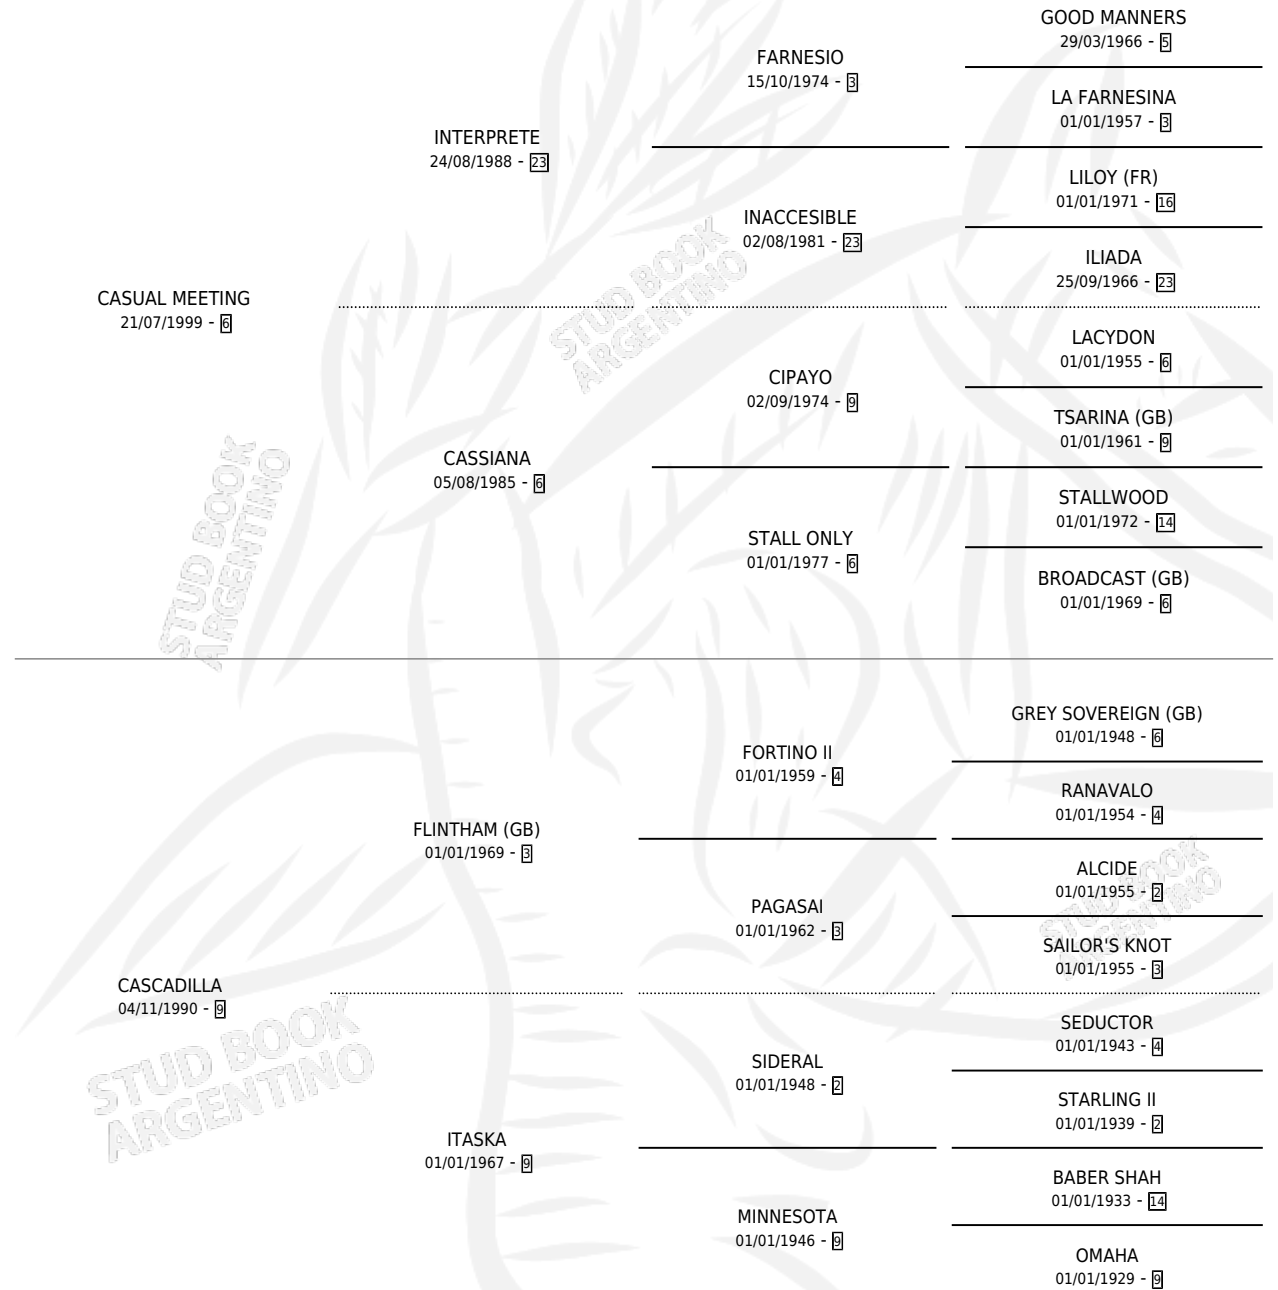 GOOD MANNERS
29/03/1966 - 5
FARNESIO
15/10/1974 - 3
LA FARNESINA
01/01/1957 - 3
INTERPRETE
24/08/1988 - 23
LILOY (FR)
01/01/1971 - 16
INACCESIBLE
02/08/1981 - 23
ILIADA
25/09/1966 - 23
CASUAL MEETING
21/07/1999 - 6
LACYDON
01/01/1955 - 6
CIPAYO
02/09/1974 - 9
TSARINA (GB)
01/01/1961 - 9
CASSIANA
05/08/1985 - 6
STALLWOOD
01/01/1972 - 14
STALL ONLY
01/01/1977 - 6
BROADCAST (GB)
01/01/1969 - 6
STUD BOOK
ARGENTINO
STUD BOOK
ARGENTINO
GREY SOVEREIGN (GB)
01/01/1948 - 6
FORTINO II
01/01/1959 - 4
RANAVALO
01/01/1954 - 4
FLINTHAM (GB)
01/01/1969 - 3
ALCIDE
01/01/1955 - 2
PAGASAI
01/01/1962 - 3
SAILOR'S KNOT
01/01/1955 - 3
CASCADILLA
04/11/1990 - 9
SEDUCTOR
01/01/1943 - 4
SIDERAL
01/01/1948 - 2
STARLING II
01/01/1939 - 2
ITASKA
01/01/1967 - 9
BABER SHAH
01/01/1933 - 14
MINNESOTA
01/01/1946 - 9
OMAHA
01/01/1929 - 9
STUD BOOK
ARGENTINO
STUD BOOK
ARGENTINO